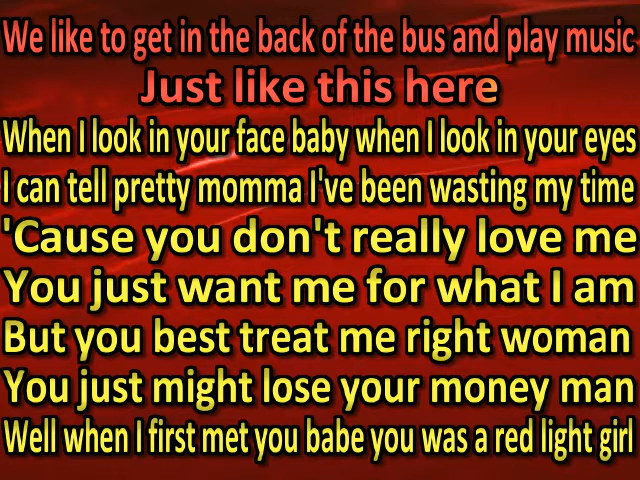 We like to get in the back of the bus and play music
Just like this here
When I look in your face baby when I look in your eyes
I can tell pretty momma I've been wasting my time
'Cause you don't really love me
You just want me for what I am
But you best treat me right woman
You just might lose your money man
Well when I first met you babe you was a red light girl